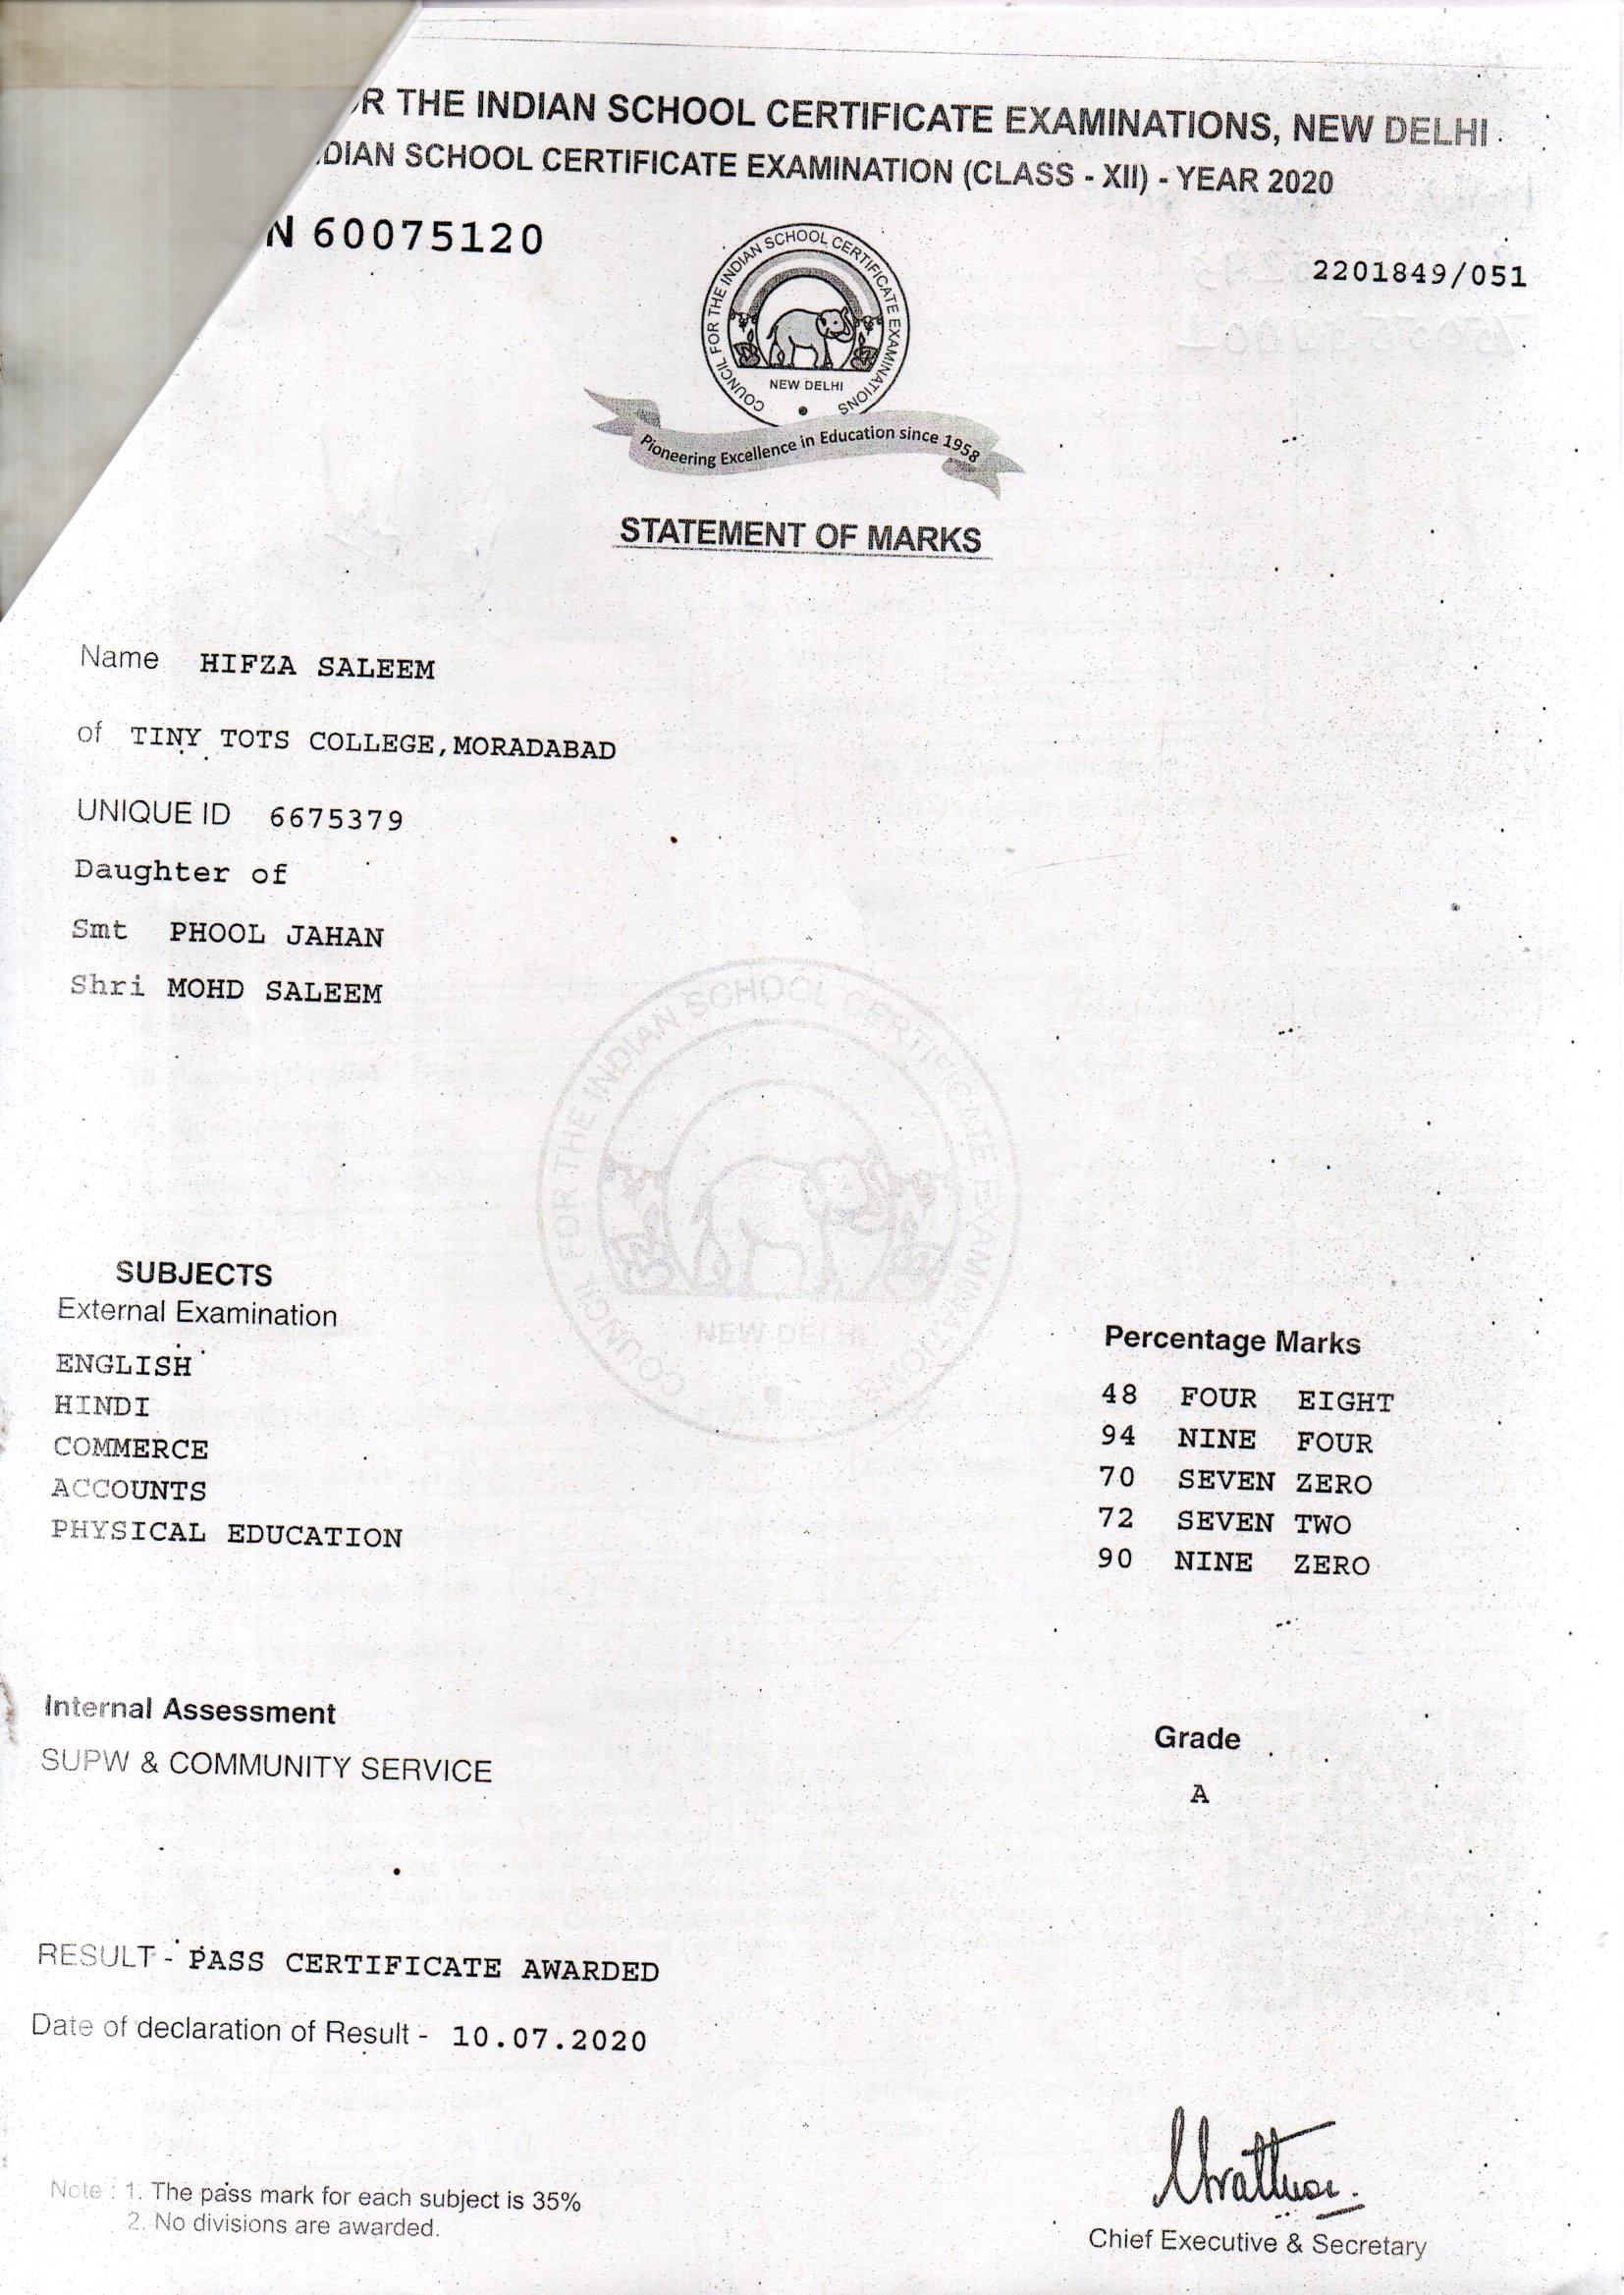 R THE INDIAN SCHOOL CERTIFICATE EXAMINATIONS, NEW DELHI
DIAN SCHOOL CERTIFICATE EXAMINATION (CLASS - XII) - YEAR 2020
N 60075120
2201849/051
COUNCIL FOR THE INDIAN SCHOOL CERTIFICATE EXAMINATIONS
NEW DELHI
Pioneering Excellence in Education since 1958
STATEMENT OF MARKS
Name HIFZA SALEEM
of TINY TOTS COLLEGE,MORADABAD
UNIQUE ID 6675379
Daughter of
Smt PHOOL JAHAN
Shri MOHD SALEEM
COUNCIL FOR THE INDIAN SCHOOL CERTIFICATE EXAMINATIONS
NEW DELHI
SUBJECTS
External Examination
Percentage Marks
ENGLISH 48 FOUR EIGHT
HINDI 94 NINE FOUR
COMMERCE 70 SEVEN ZERO
ACCOUNTS 72 SEVEN TWO
PHYSICAL EDUCATION 90 NINE ZERO
Internal Assessment Grade
SUPW & COMMUNITY SERVICE A
RESULT - PASS CERTIFICATE AWARDED
Date of declaration of Result - 10.07.2020
Note : 1. The pass mark for each subject is 35%
2. No divisions are awarded.
Chief Executive & Secretary